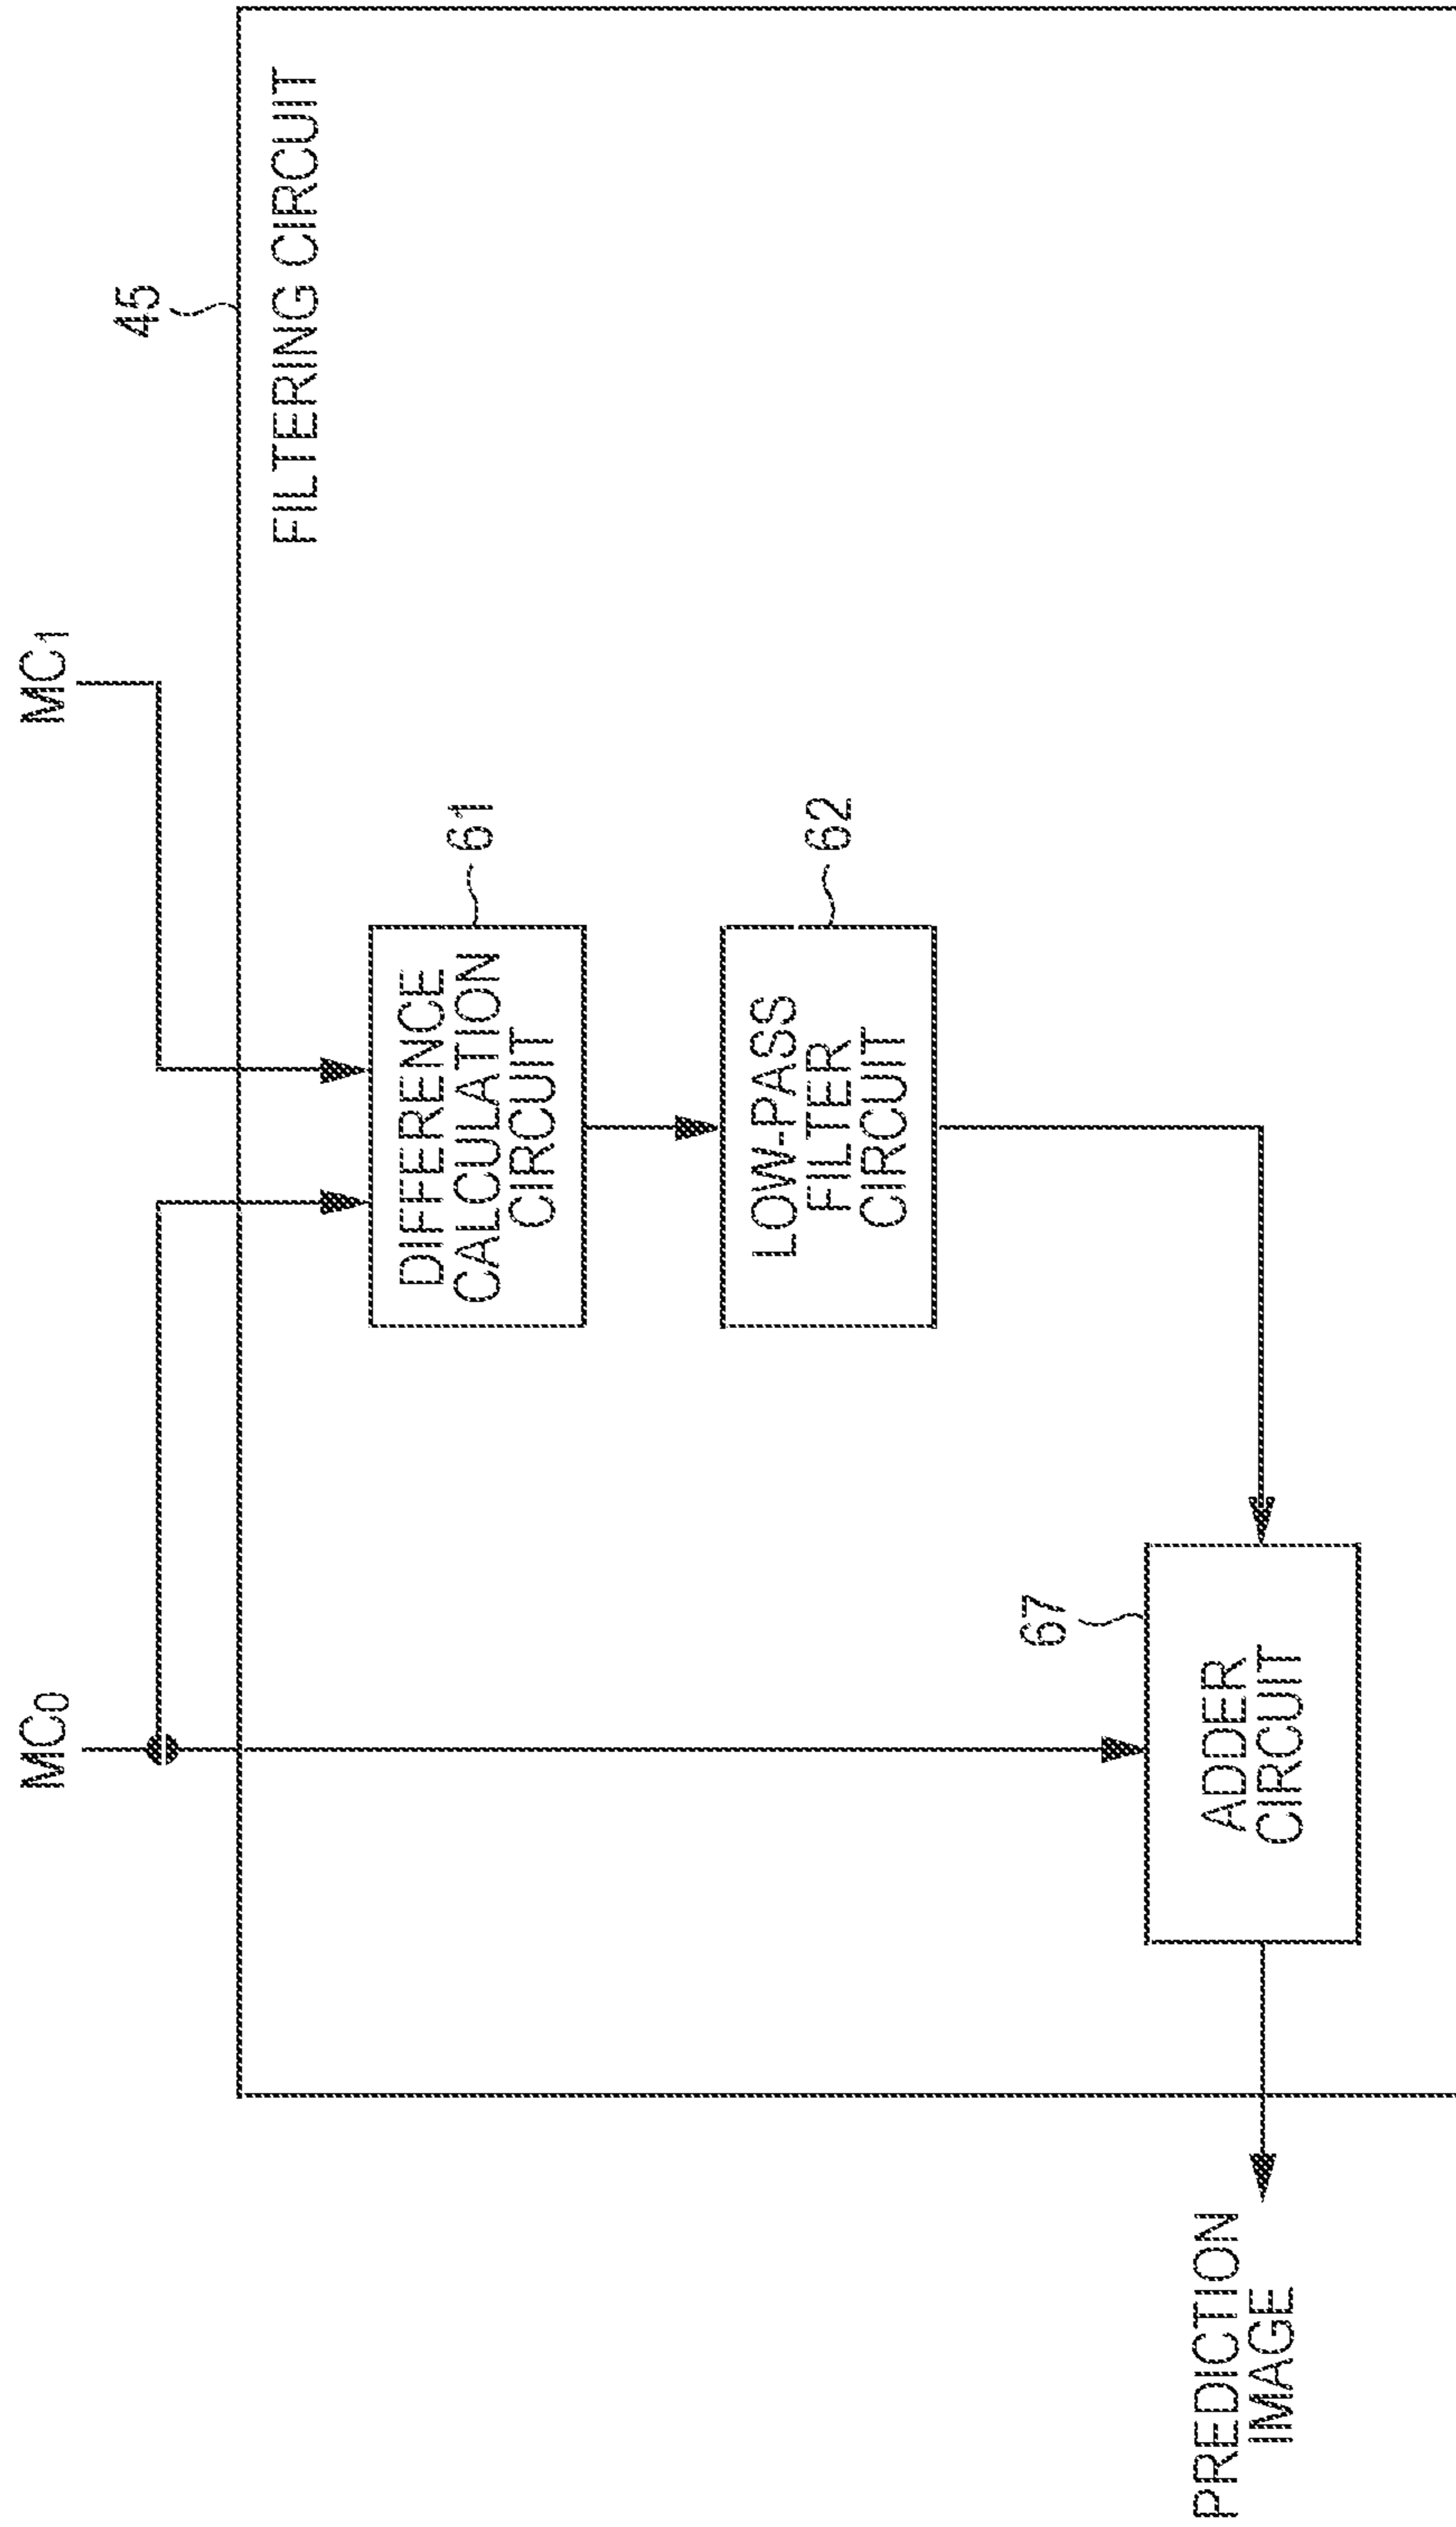 MC0
MC1
45
FILTERING CIRCUIT
DIFFERENCE
CALCULATION
CIRCUIT
61
LOW-PASS
FILTER
CIRCUIT
62
67
ADDER
CIRCUIT
PREDICTION
IMAGE